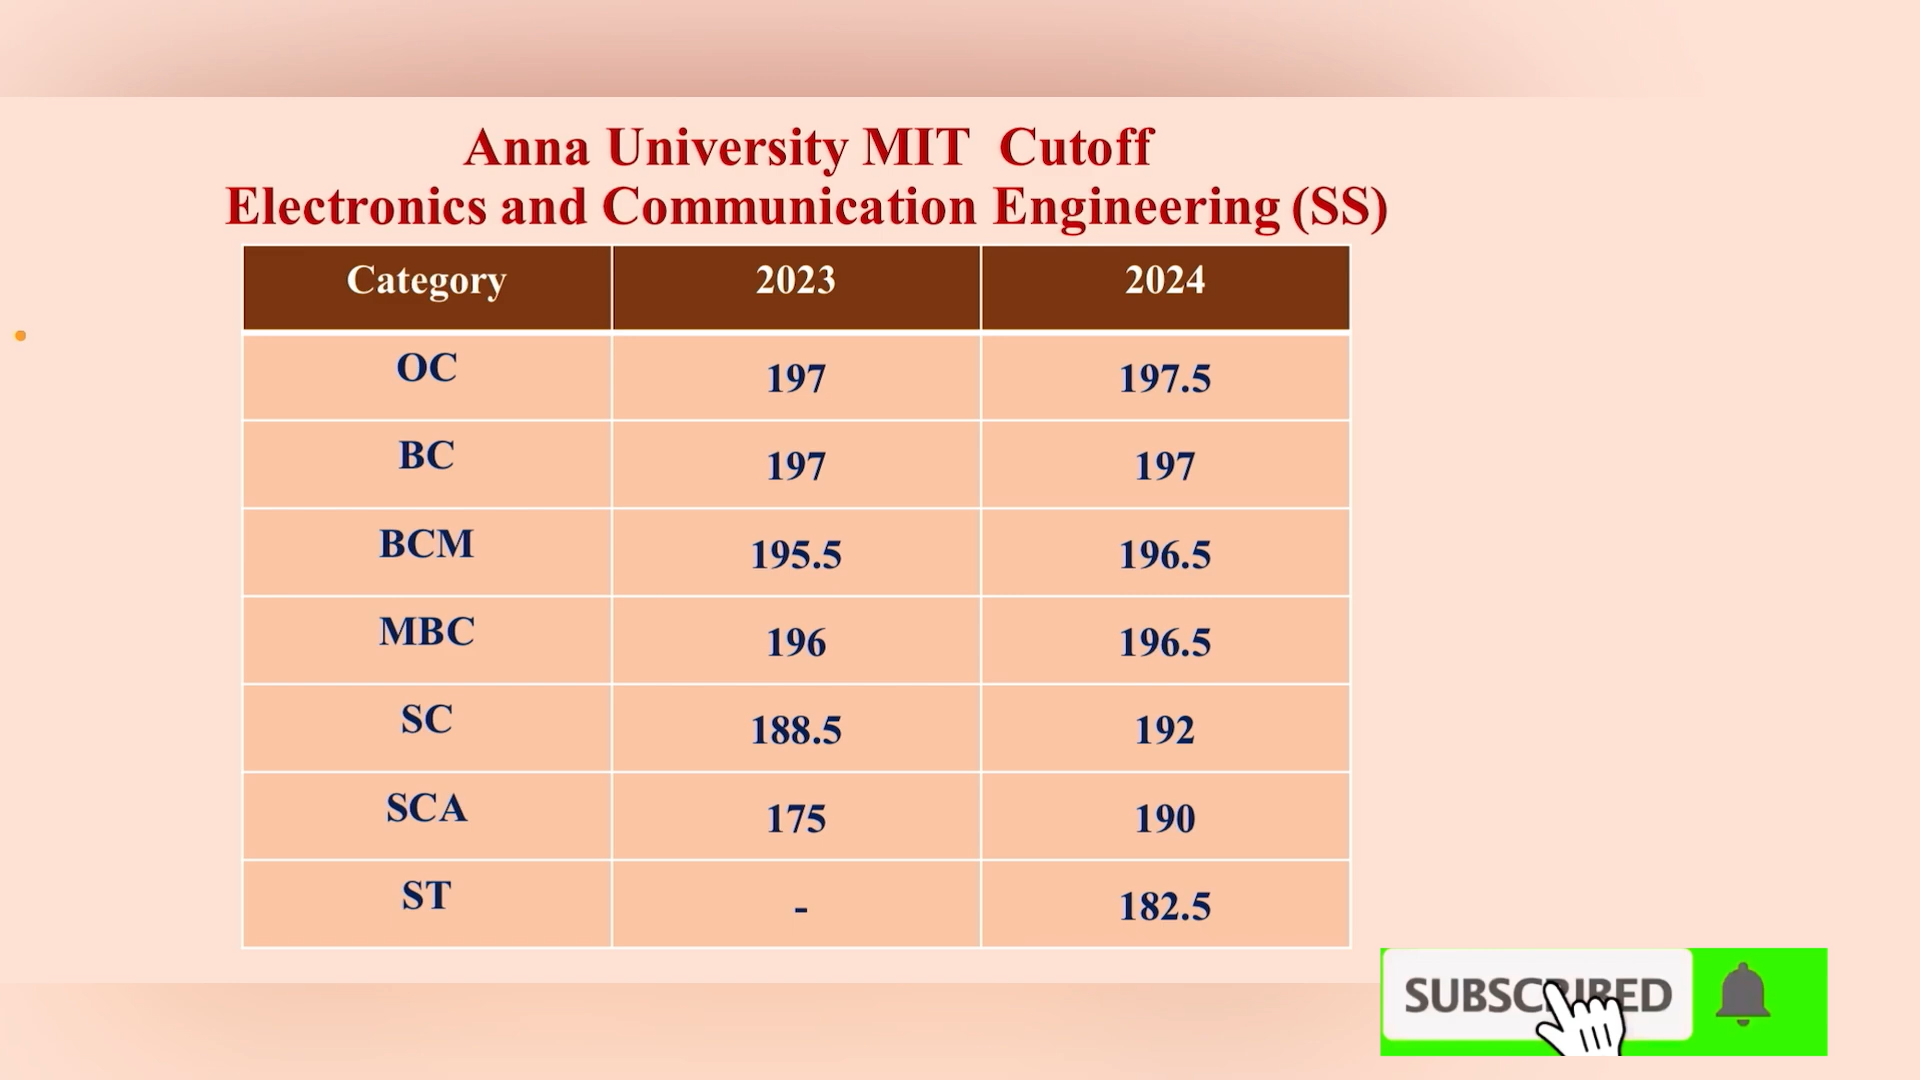 Anna University MIT Cutoff
Electronics and Communication Engineering (SS)
Category 2023 2024
OC 197 197.5
BC 197 197
BCM 195.5 196.5
MBC 196 196.5
SC 188.5 192
SCA 175 190
ST - 182.5
SUBSCRIBED